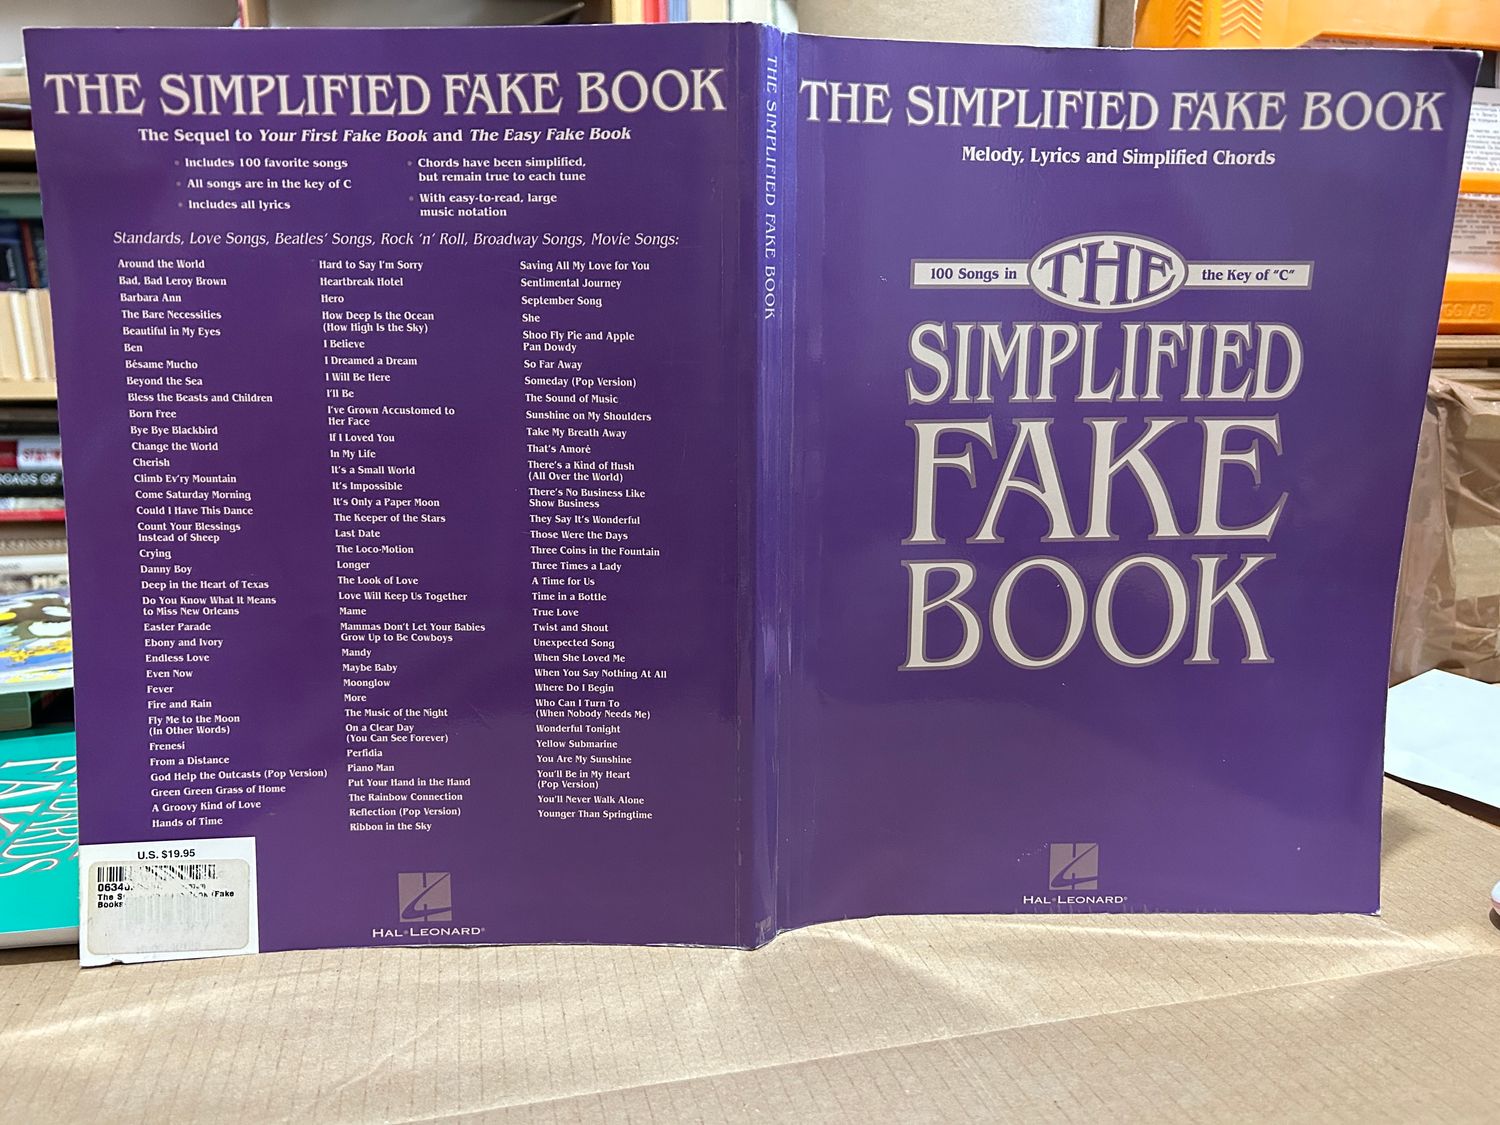 THE SIMPLIFIED FAKE BOOK
The Sequel to Your First Fake Book and The Easy Fake Book
• Includes 100 favorite songs
• All songs are in the key of C
• Includes all lyrics
• Chords have been simplified,
but remain true to each tune
• With easy-to-read, large
music notation
Standards, Love Songs, Beatles' Songs, Rock 'n' Roll, Broadway Songs, Movie Songs:
Around the World
Bad, Bad Leroy Brown
Barbara Ann
The Bare Necessities
Beautiful in My Eyes
Ben
Bésame Mucho
Beyond the Sea
Bless the Beasts and Children
Born Free
Bye Bye Blackbird
Change the World
Cherish
Climb Ev'ry Mountain
Come Saturday Morning
Could I Have This Dance
Count Your Blessings
Instead of Sheep
Crying
Danny Boy
Deep in the Heart of Texas
Do You Know What It Means
to Miss New Orleans
Easter Parade
Ebony and Ivory
Endless Love
Even Now
Fever
Fire and Rain
Fly Me to the Moon
(In Other Words)
Frenesí
From a Distance
God Help the Outcasts (Pop Version)
Green Green Grass of Home
A Groovy Kind of Love
Hands of Time
Hard to Say I'm Sorry
Heartbreak Hotel
Hero
How Deep Is the Ocean
(How High Is the Sky)
I Believe
I Dreamed a Dream
I Will Be Here
I'll Be
I've Grown Accustomed to
Her Face
If I Loved You
In My Life
It's a Small World
It's Impossible
It's Only a Paper Moon
The Keeper of the Stars
Last Date
The Loco-Motion
Longer
The Look of Love
Love Will Keep Us Together
Mame
Mammas Don't Let Your Babies
Grow Up to Be Cowboys
Mandy
Maybe Baby
Moonglow
More
The Music of the Night
On a Clear Day
(You Can See Forever)
Perfidia
Piano Man
Put Your Hand in the Hand
The Rainbow Connection
Reflection (Pop Version)
Ribbon in the Sky
Saving All My Love for You
Sentimental Journey
September Song
She
Shoo Fly Pie and Apple
Pan Dowdy
So Far Away
Someday (Pop Version)
The Sound of Music
Sunshine on My Shoulders
Take My Breath Away
That's Amoré
There's a Kind of Hush
(All Over the World)
There's No Business Like
Show Business
They Say It's Wonderful
Those Were the Days
Three Coins in the Fountain
Three Times a Lady
A Time for Us
Time in a Bottle
True Love
Twist and Shout
Unexpected Song
When She Loved Me
When You Say Nothing At All
Where Do I Begin
Who Can I Turn To
(When Nobody Needs Me)
Wonderful Tonight
Yellow Submarine
You Are My Sunshine
You'll Be in My Heart
(Pop Version)
You'll Never Walk Alone
Younger Than Springtime
U.S. $19.95
Books
HAL•LEONARD®
THE SIMPLIFIED FAKE BOOK
THE SIMPLIFIED FAKE BOOK
Melody, Lyrics and Simplified Chords
100 Songs in THE the Key of "C"
SIMPLIFIED
FAKE
BOOK
HAL•LEONARD®